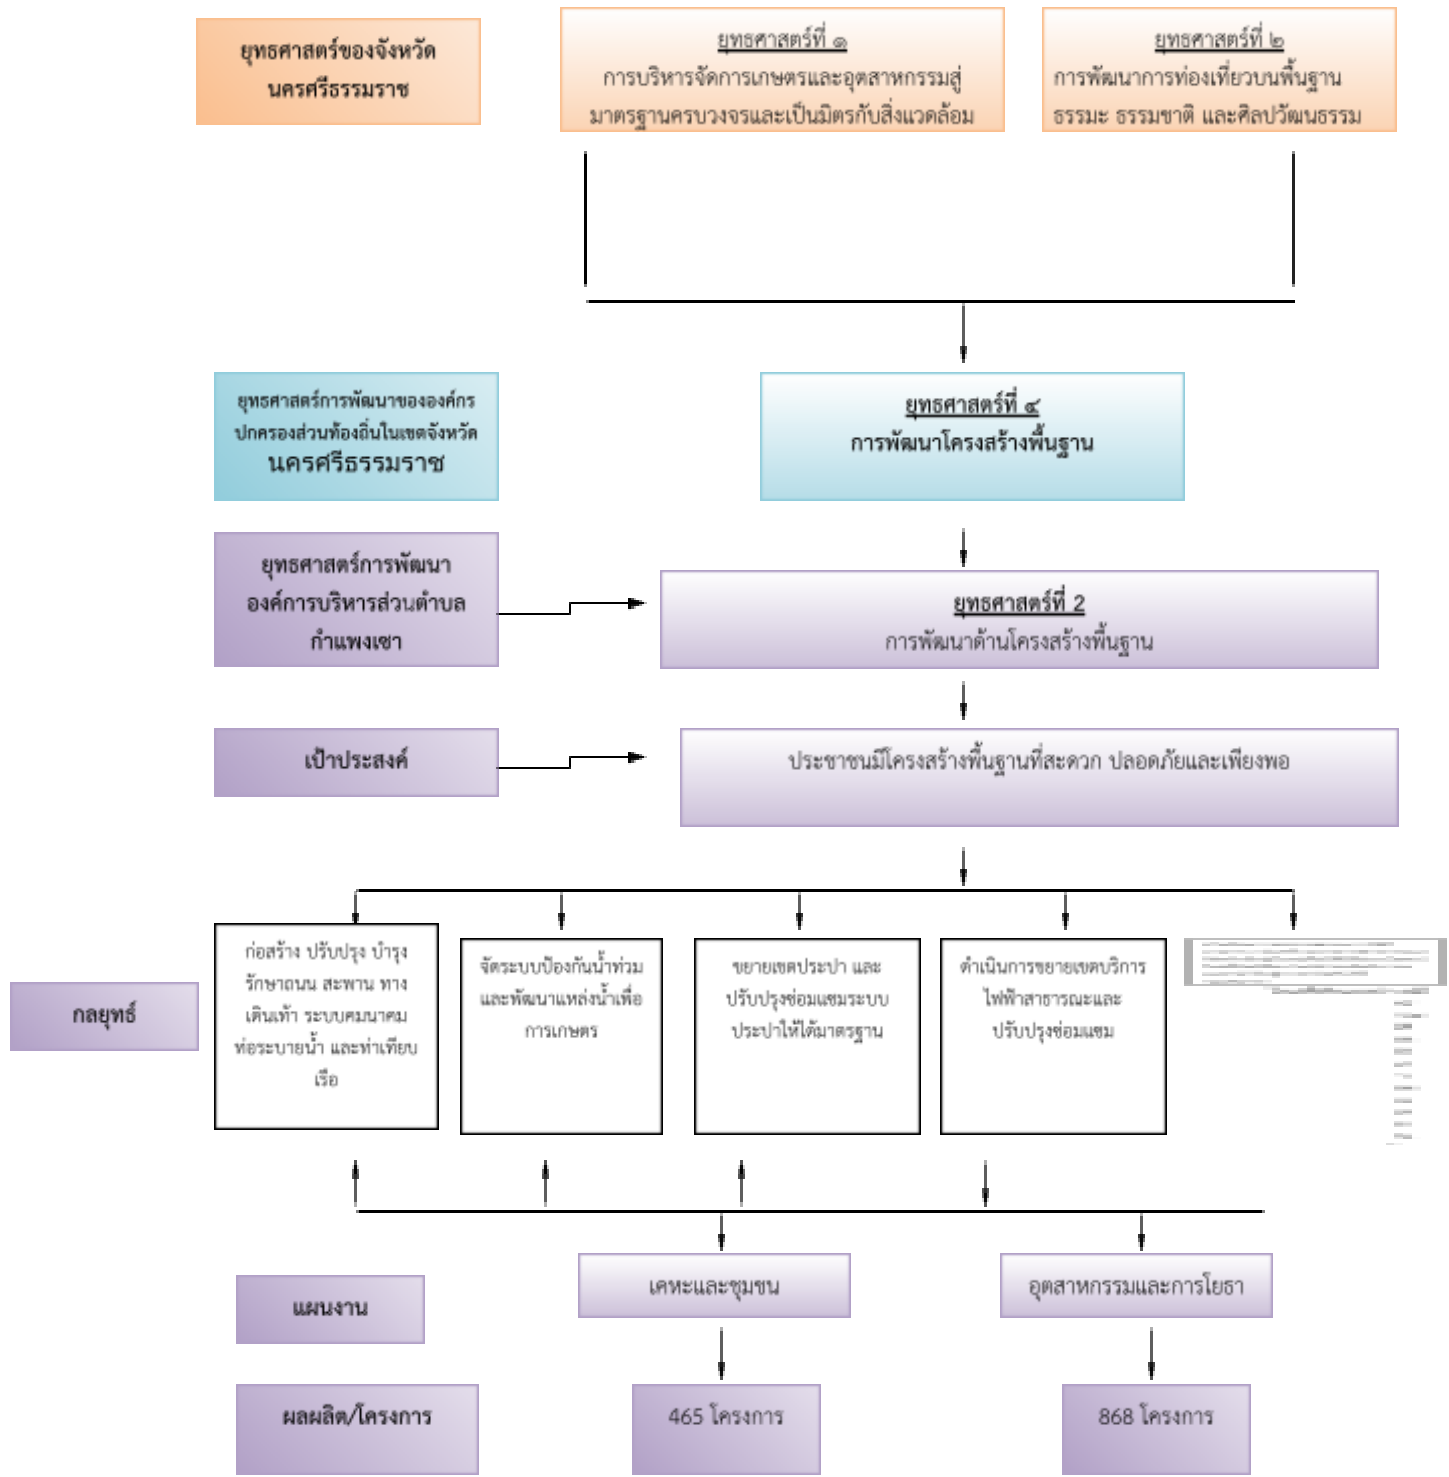 ยุทธศาสตร์ของจังหวัด
นครศรีธรรมราช
ยุทธศาสตร์ที่ ๑
การบริหารจัดการเกษตรและอุตสาหกรรมสู่
มาตรฐานครบวงจรและเป็นมิตรกับสิ่งแวดล้อม
ยุทธศาสตร์ที่ ๒
การพัฒนาการท่องเที่ยวบนพื้นฐาน
ธรรมะ ธรรมชาติ และศิลปวัฒนธรรม
ยุทธศาสตร์การพัฒนาขององค์กร
ปกครองส่วนท้องถิ่นในเขตจังหวัด
นครศรีธรรมราช
ยุทธศาสตร์ที่ ๔
การพัฒนาโครงสร้างพื้นฐาน
ยุทธศาสตร์การพัฒนา
องค์การบริหารส่วนตำบล
กำแพงเซา
ยุทธศาสตร์ที่ 2
การพัฒนาด้านโครงสร้างพื้นฐาน
เป้าประสงค์
ประชาชนมีโครงสร้างพื้นฐานที่สะดวก ปลอดภัยและเพียงพอ
กลยุทธ์
ก่อสร้าง ปรับปรุง บำรุง
รักษาถนน สะพาน ทาง
เดินเท้า ระบบคมนาคม
ท่อระบายน้ำ และท่าเทียบ
เรือ
จัดระบบป้องกันน้ำท่วม
และพัฒนาแหล่งน้ำเพื่อ
การเกษตร
ขยายเขตประปา และ
ปรับปรุงซ่อมแซมระบบ
ประปาให้ได้มาตรฐาน
ดำเนินการขยายเขตบริการ
ไฟฟ้าสาธารณะและ
ปรับปรุงซ่อมแซม
แผนงาน
เคหะและชุมชน
อุตสาหกรรมและการโยธา
ผลผลิต/โครงการ
465 โครงการ
868 โครงการ